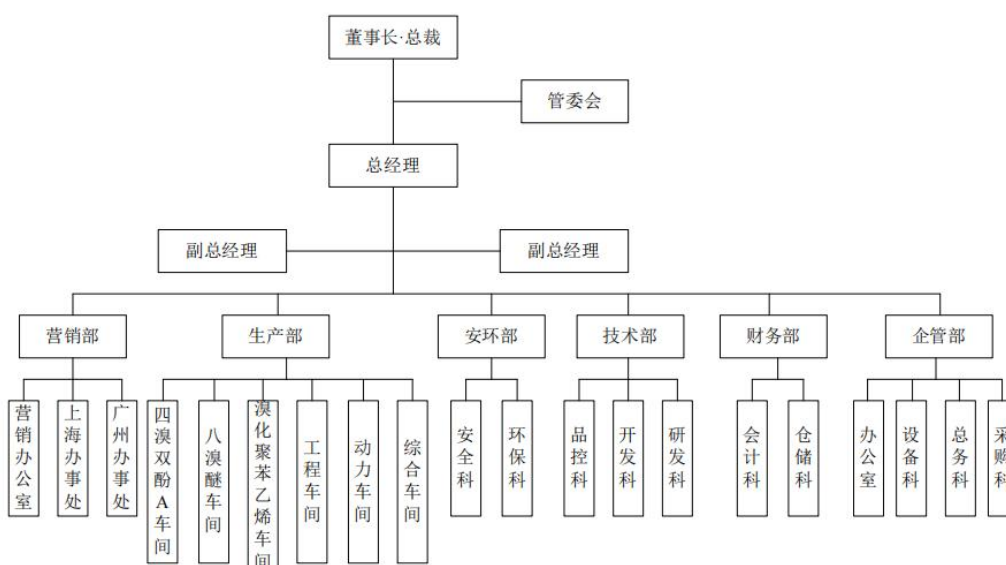 董事长·总裁
管委会
总经理
副总经理
副总经理
营销部
生产部
安环部
技术部
财务部
企管部
营销办公室
上海办事处
广州办事处
四溴双酚A车间
八溴醚车间
溴化聚苯乙烯车间
工程车间
动力车间
综合车间
安全科
环保科
品控科
开发科
研发科
会计科
仓储科
办公室
设备科
总务科
采购科